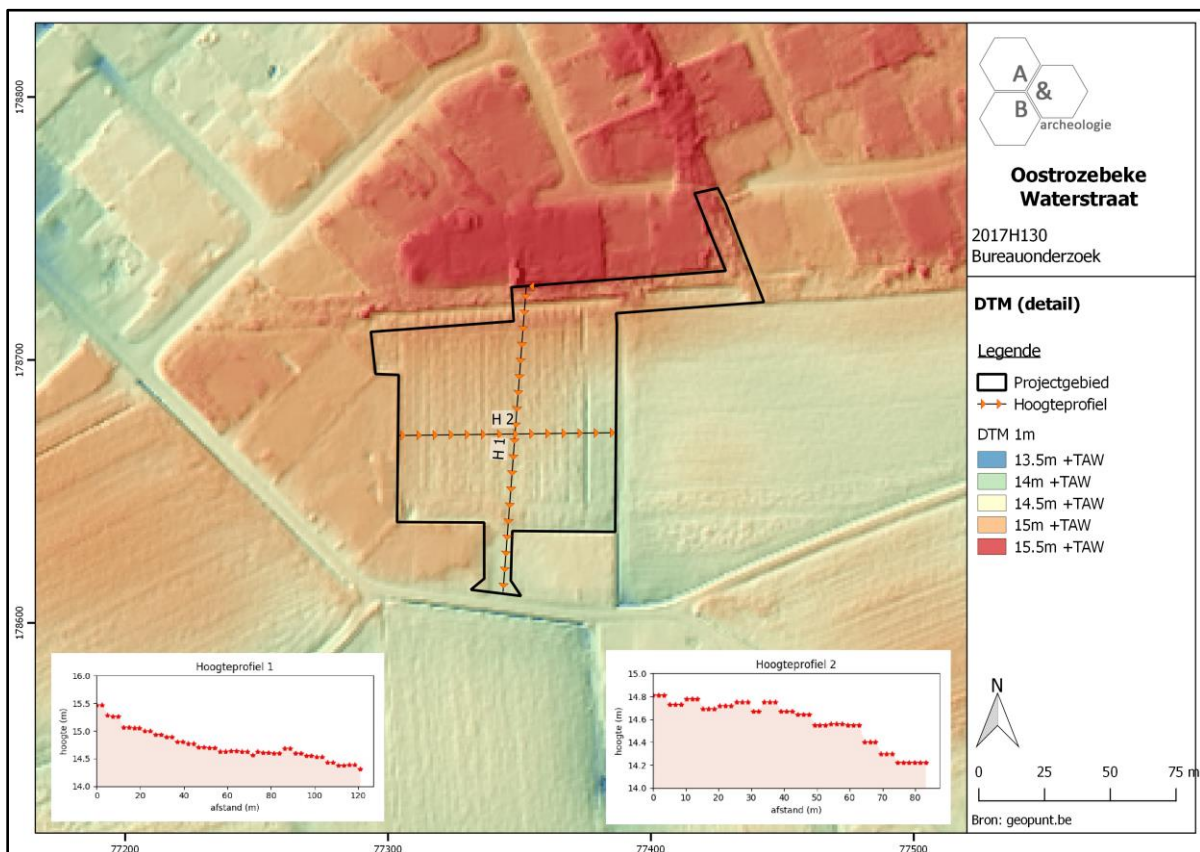 A
&
B
archeologie
Oostrozebeke
Waterstraat
2017H130
Bureauonderzoek
DTM (detail)
Legende
Projectgebied
Hoogteprofiel
DTM 1m
13.5m +TAW
14m +TAW
14.5m +TAW
15m +TAW
15.5m +TAW
N
0 25 50 75 m
Bron: geopunt.be
178800
178700
178600
H 2
H 1
Hoogteprofiel 1
hoogte (m)
16.0
15.5
15.0
14.5
14.0
0 20 40 60 80 100 120
afstand (m)
Hoogteprofiel 2
hoogte (m)
15.0
14.8
14.6
14.4
14.2
14.0
0 10 20 30 40 50 60 70 80
afstand (m)
77200 77300 77400 77500